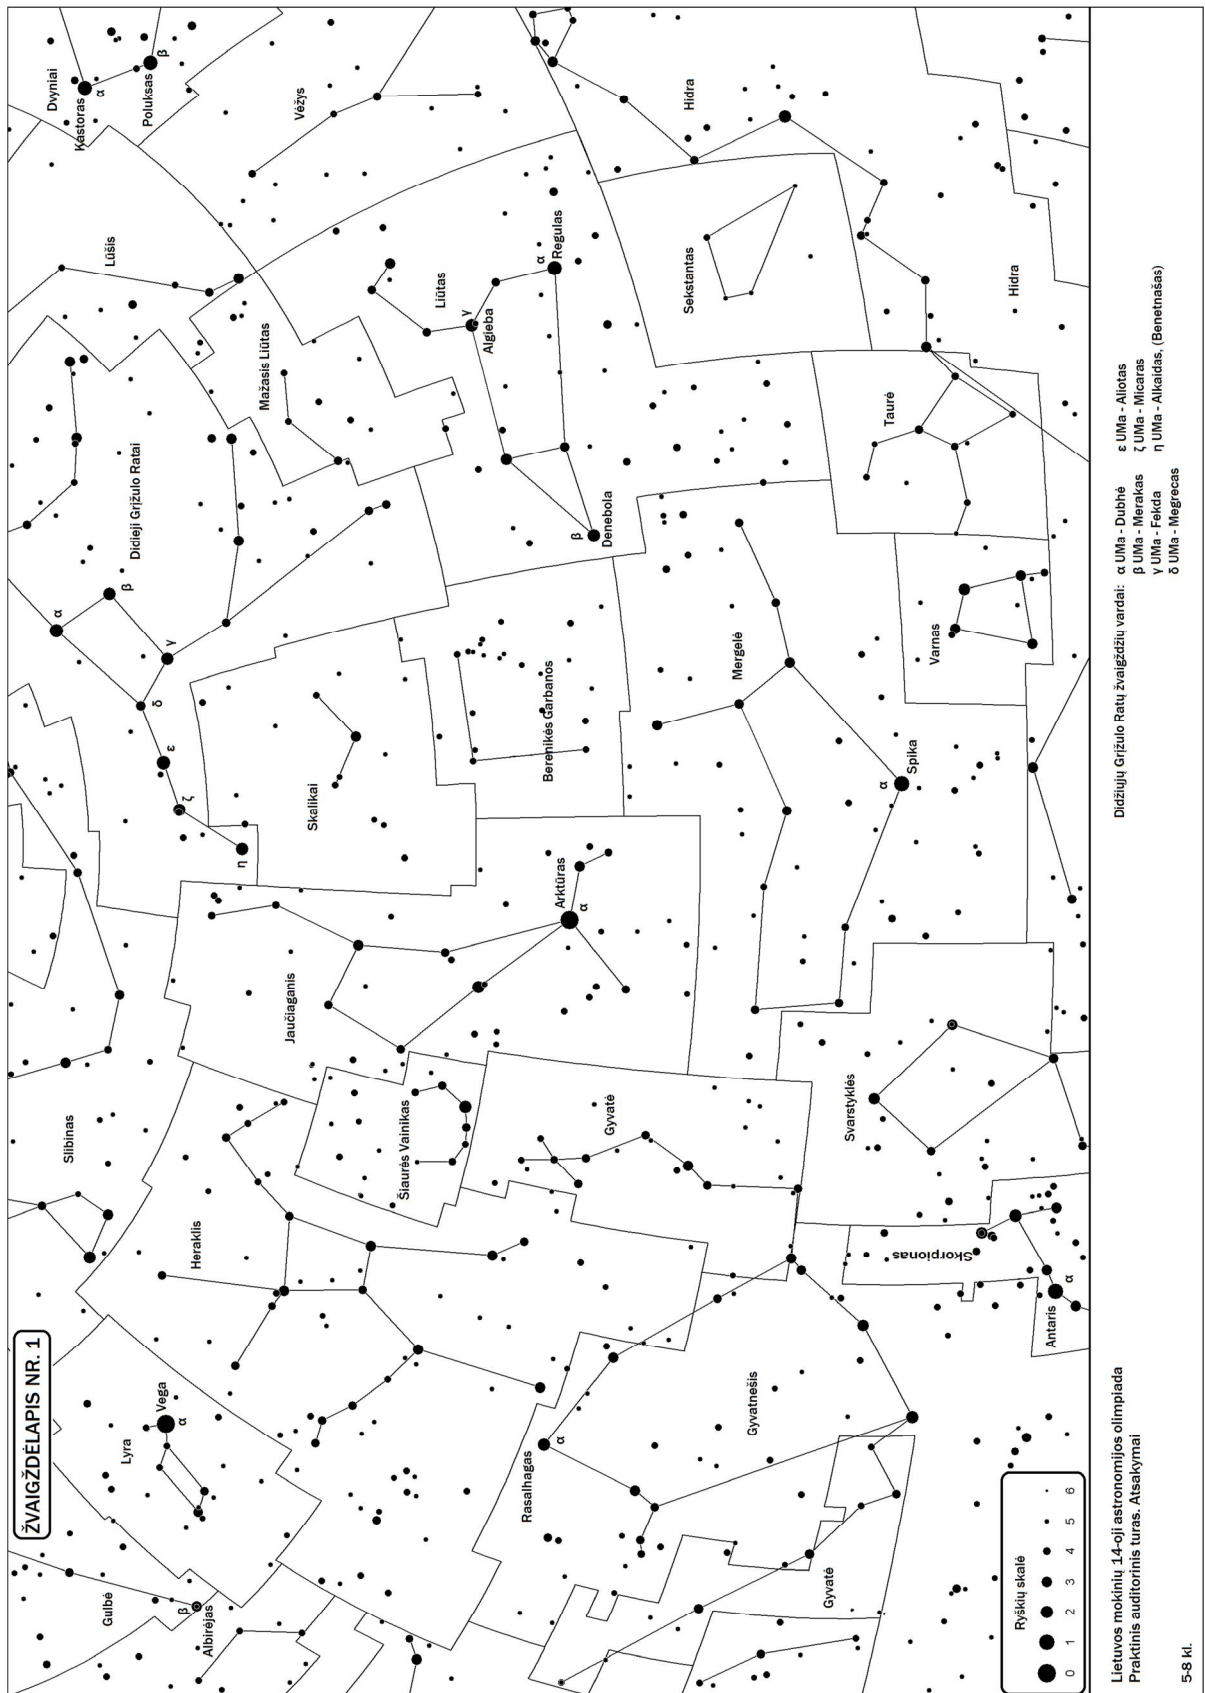 ŽVAIGŽDĖLAPIS NR. 1
Gulbė
β
Albirėjas
Lyra
Vega
α
Slibinas
Heraklis
Rasalhagas
α
Gyvatnešis
Gyvatė
Antaris
α
Skorpionas
Svarstyklės
Gyvatė
Šiaurės Vainikas
Jaučiaganis
Arktūras
α
Spika
α
Mergelė
Varnas
Berenikės Garbanos
Skalikai
α
β
γ
δ
ε
ζ
η
Didieji Grįžulo Ratai
Denebola
β
Taurė
Mažasis Liūtas
Liūtas
γ
Algieba
α
Regulas
Sekstantas
Hidra
Hidra
Lūšis
Vėžys
Dvyniai
Kastoras
α
Poluksas
β
Ryškių skalė
0 1 2 3 4 5 6
Lietuvos mokinių 14-oji astronomijos olimpiada
Praktinis auditorinis turas. Atsakymai
5-8 kl.
Didžiųjų Grįžulo Ratų žvaigždžių vardai:
α UMa - Dubhė
β UMa - Merakas
γ UMa - Fekda
δ UMa - Megrecas
ε UMa - Aliotas
ζ UMa - Micaras
η UMa - Alkaidas, (Benetnašas)